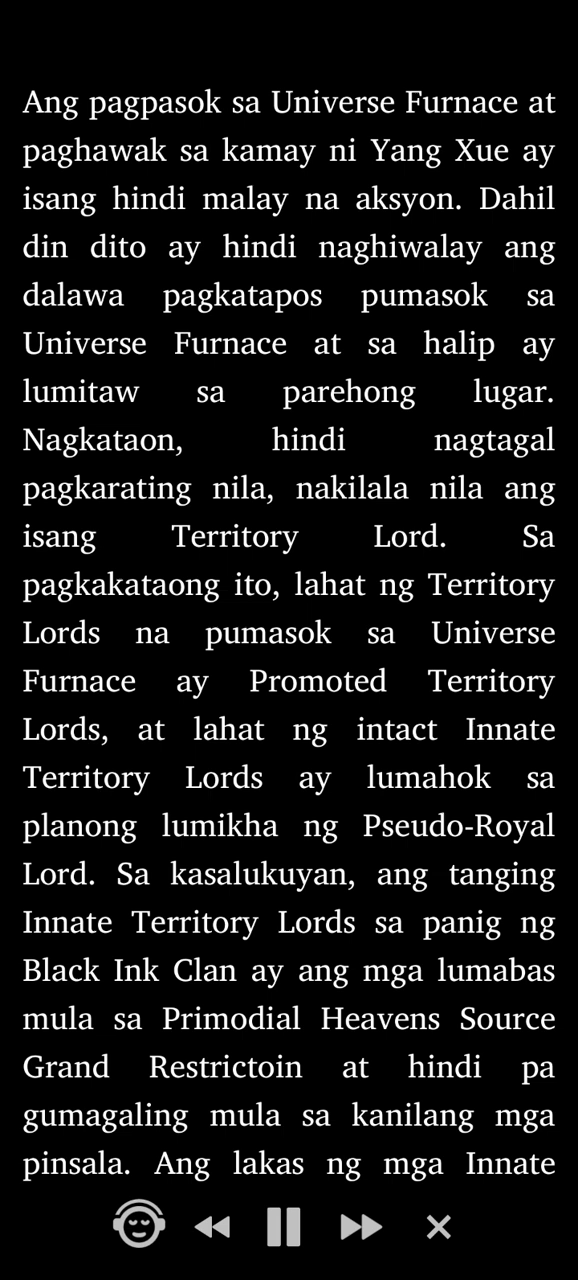 Ang pagpasok sa Universe Furnace at
paghawak sa kamay ni Yang Xue ay
isang hindi malay na aksyon. Dahil
din dito ay hindi naghiwalay ang
dalawa pagkatapos pumasok sa
Universe Furnace at sa halip ay
lumitaw sa parehong lugar.
Nagkataon, hindi nagtagal
pagkarating nila, nakilala nila ang
isang Territory Lord. Sa
pagkakataong ito, lahat ng Territory
Lords na pumasok sa Universe
Furnace ay Promoted Territory
Lords, at lahat ng intact Innate
Territory Lords ay lumahok sa
planong lumikha ng Pseudo-Royal
Lord. Sa kasalukuyan, ang tanging
Innate Territory Lords sa panig ng
Black Ink Clan ay ang mga lumabas
mula sa Primodial Heavens Source
Grand Restrictoin at hindi pa
gumagaling mula sa kanilang mga
pinsala. Ang lakas ng mga Innate